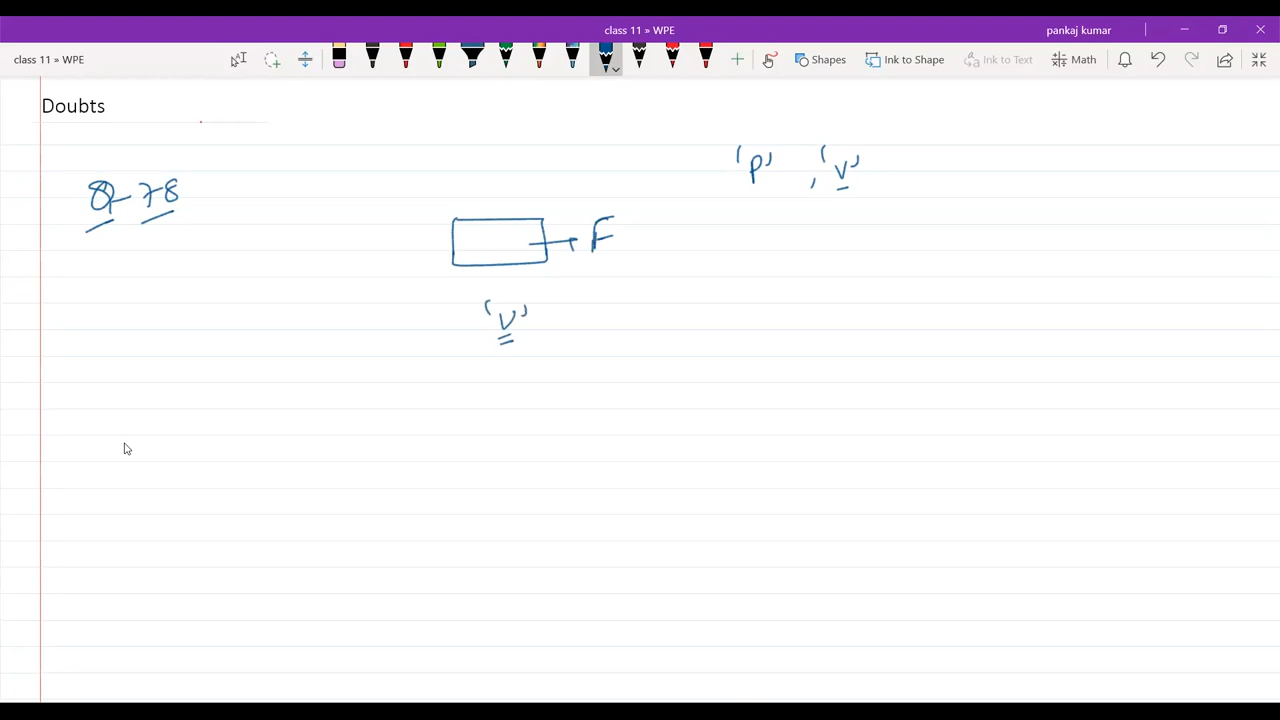 class 11 » WPE
pankaj kumar
class 11 » WPE
Shapes
Ink to Shape
Ink to Text
Math
Doubts
'P' , 'v'
Q-78
F
'v'